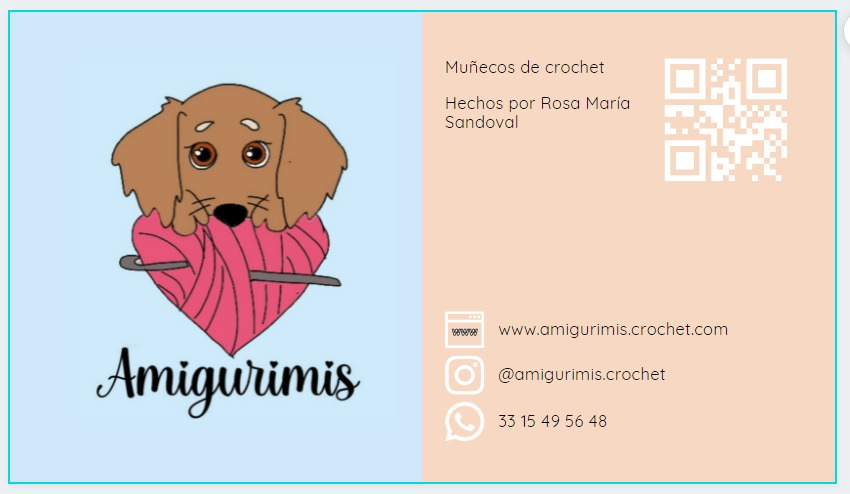 Amigurimis
Muñecos de crochet
Hechos por Rosa María
Sandoval
www
www.amigurimis.crochet.com
@amigurimis.crochet
33 15 49 56 48